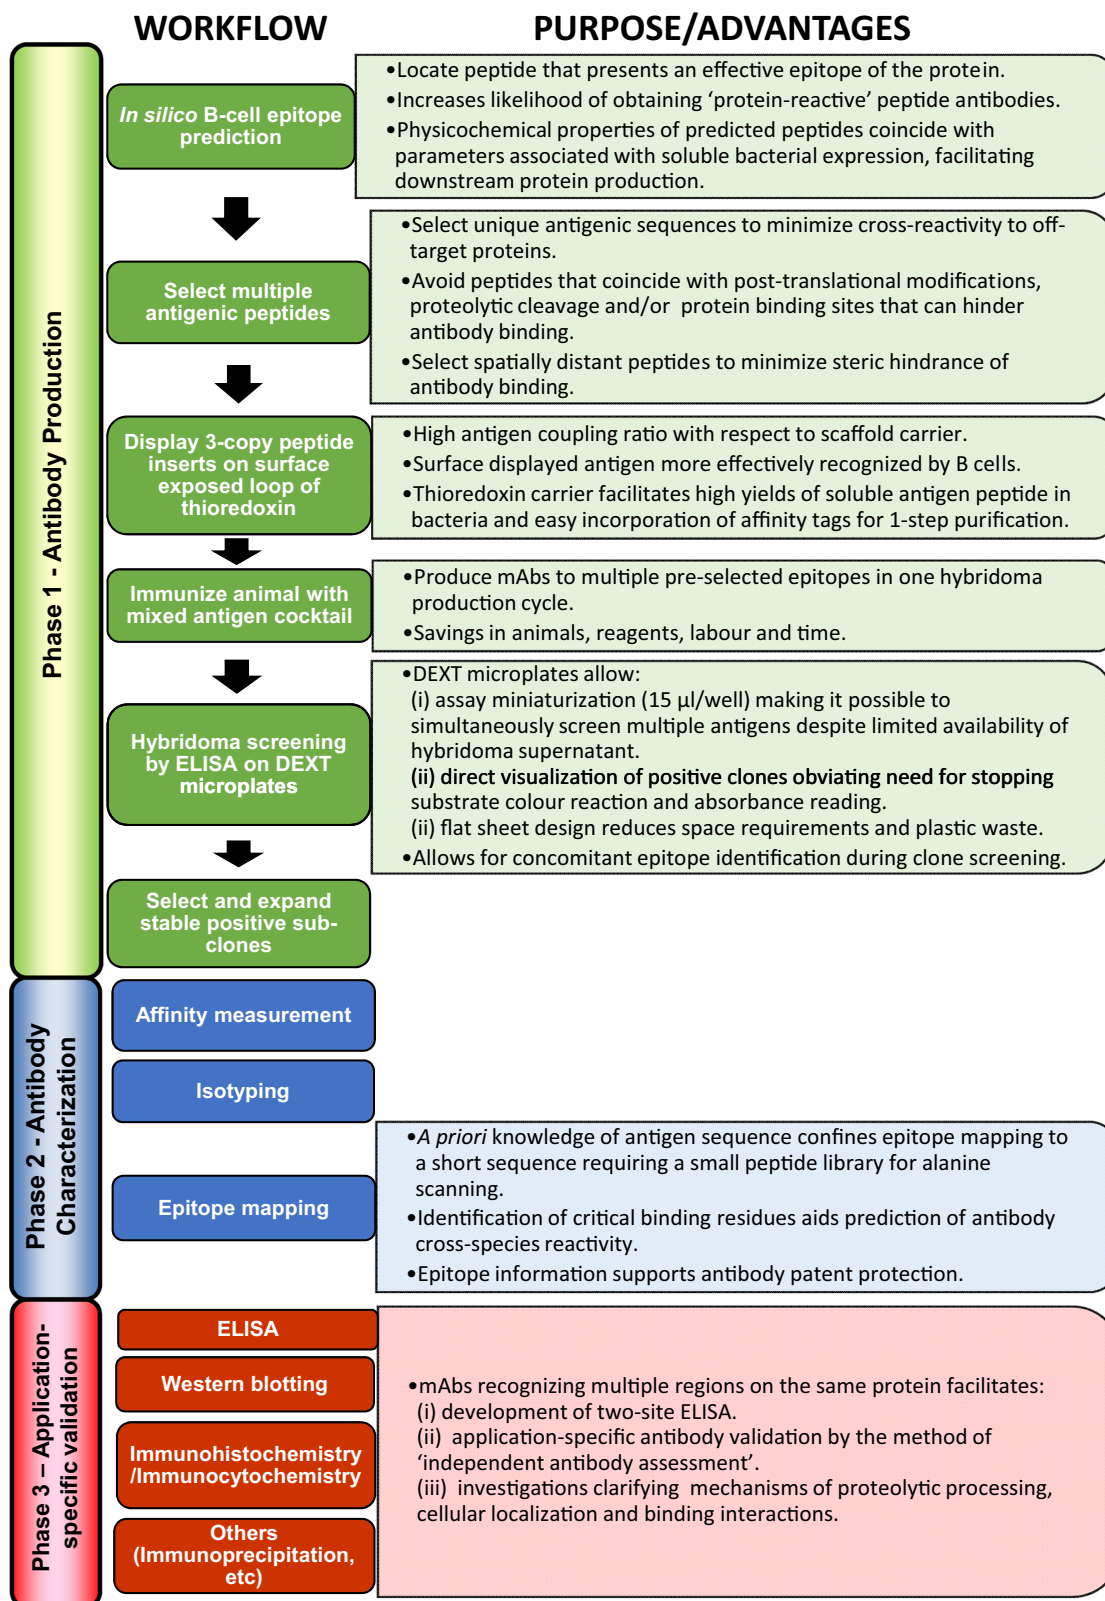 WORKFLOW
PURPOSE/ADVANTAGES
Phase 1 - Antibody Production
In silico B-cell epitope
prediction
•Locate peptide that presents an effective epitope of the protein.
•Increases likelihood of obtaining ‘protein-reactive’ peptide antibodies.
•Physicochemical properties of predicted peptides coincide with
parameters associated with soluble bacterial expression, facilitating
downstream protein production.
Select multiple
antigenic peptides
•Select unique antigenic sequences to minimize cross-reactivity to off-
target proteins.
•Avoid peptides that coincide with post-translational modifications,
proteolytic cleavage and/or protein binding sites that can hinder
antibody binding.
•Select spatially distant peptides to minimize steric hindrance of
antibody binding.
Display 3-copy peptide
inserts on surface
exposed loop of
thioredoxin
•High antigen coupling ratio with respect to scaffold carrier.
•Surface displayed antigen more effectively recognized by B cells.
•Thioredoxin carrier facilitates high yields of soluble antigen peptide in
bacteria and easy incorporation of affinity tags for 1-step purification.
Immunize animal with
mixed antigen cocktail
•Produce mAbs to multiple pre-selected epitopes in one hybridoma
production cycle.
•Savings in animals, reagents, labour and time.
Hybridoma screening
by ELISA on DEXT
microplates
•DEXT microplates allow:
(i) assay miniaturization (15 µl/well) making it possible to
simultaneously screen multiple antigens despite limited availability of
hybridoma supernatant.
(ii) direct visualization of positive clones obviating need for stopping
substrate colour reaction and absorbance reading.
(ii) flat sheet design reduces space requirements and plastic waste.
•Allows for concomitant epitope identification during clone screening.
Select and expand
stable positive sub-
clones
Phase 2 - Antibody
Characterization
Affinity measurement
Isotyping
Epitope mapping
•A priori knowledge of antigen sequence confines epitope mapping to
a short sequence requiring a small peptide library for alanine
scanning.
•Identification of critical binding residues aids prediction of antibody
cross-species reactivity.
•Epitope information supports antibody patent protection.
Phase 3 – Application-
specific validation
ELISA
Western blotting
Immunohistochemistry
/Immunocytochemistry
Others
(Immunoprecipitation,
etc)
•mAbs recognizing multiple regions on the same protein facilitates:
(i) development of two-site ELISA.
(ii) application-specific antibody validation by the method of
‘independent antibody assessment’.
(iii) investigations clarifying mechanisms of proteolytic processing,
cellular localization and binding interactions.